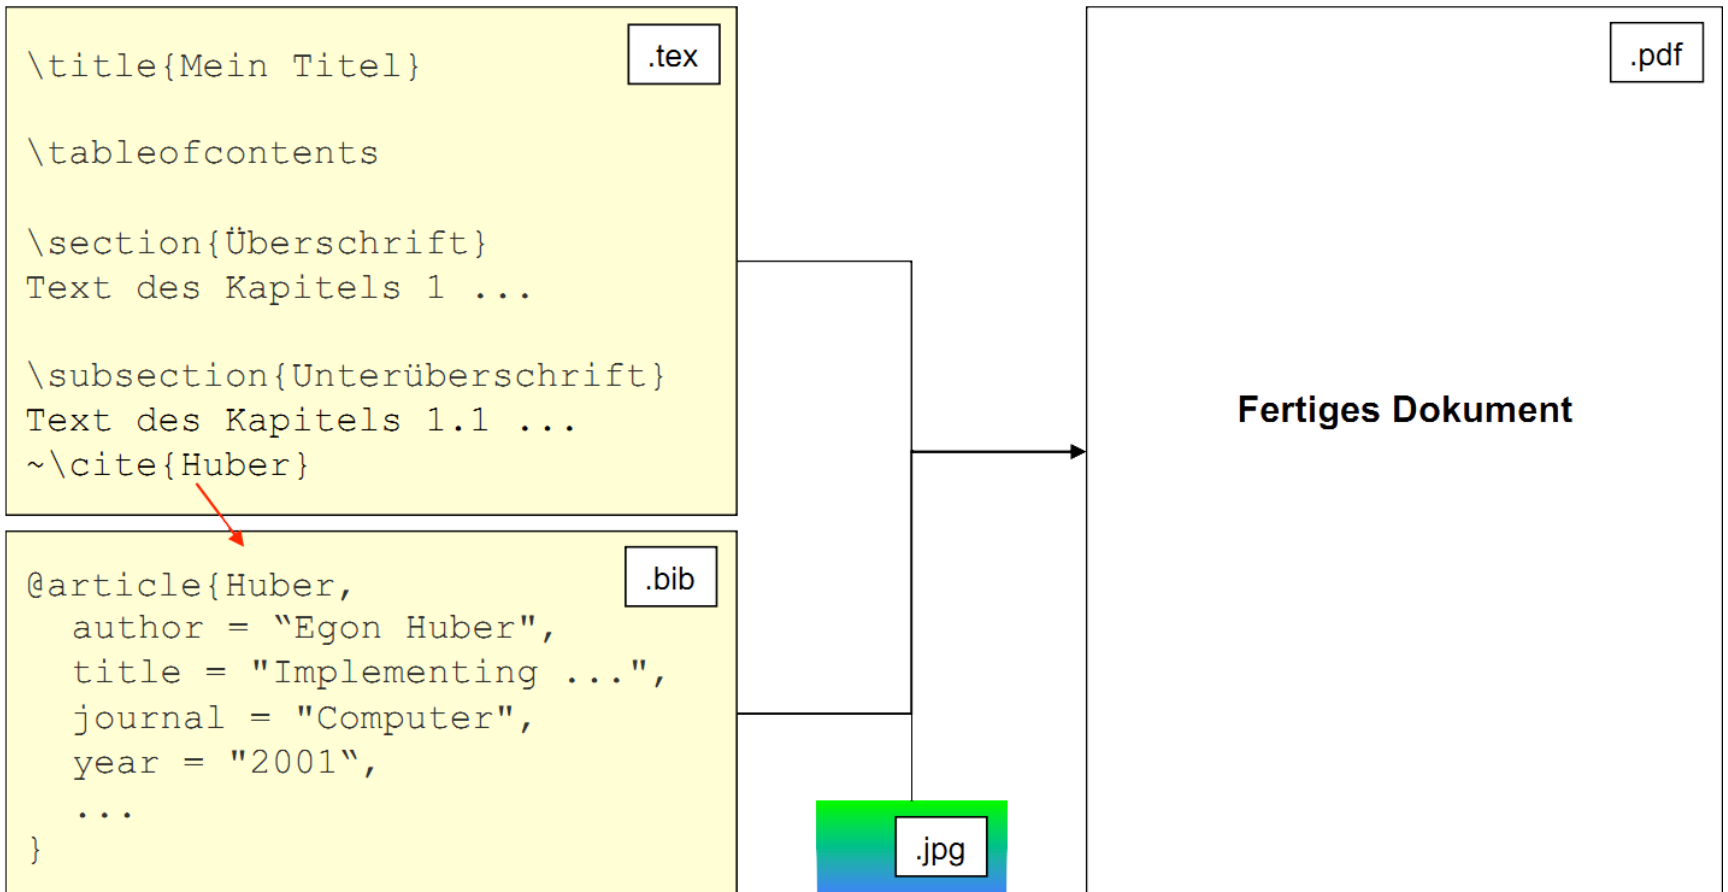 .tex
\title{Mein Titel}
\tableofcontents
\section{Überschrift}
Text des Kapitels 1 ...
\subsection{Unterüberschrift}
Text des Kapitels 1.1 ...
~\cite{Huber}
.bib
@article{Huber,
author = “Egon Huber",
title = "Implementing ...",
journal = "Computer",
year = "2001“,
...
}
.jpg
.pdf
Fertiges Dokument